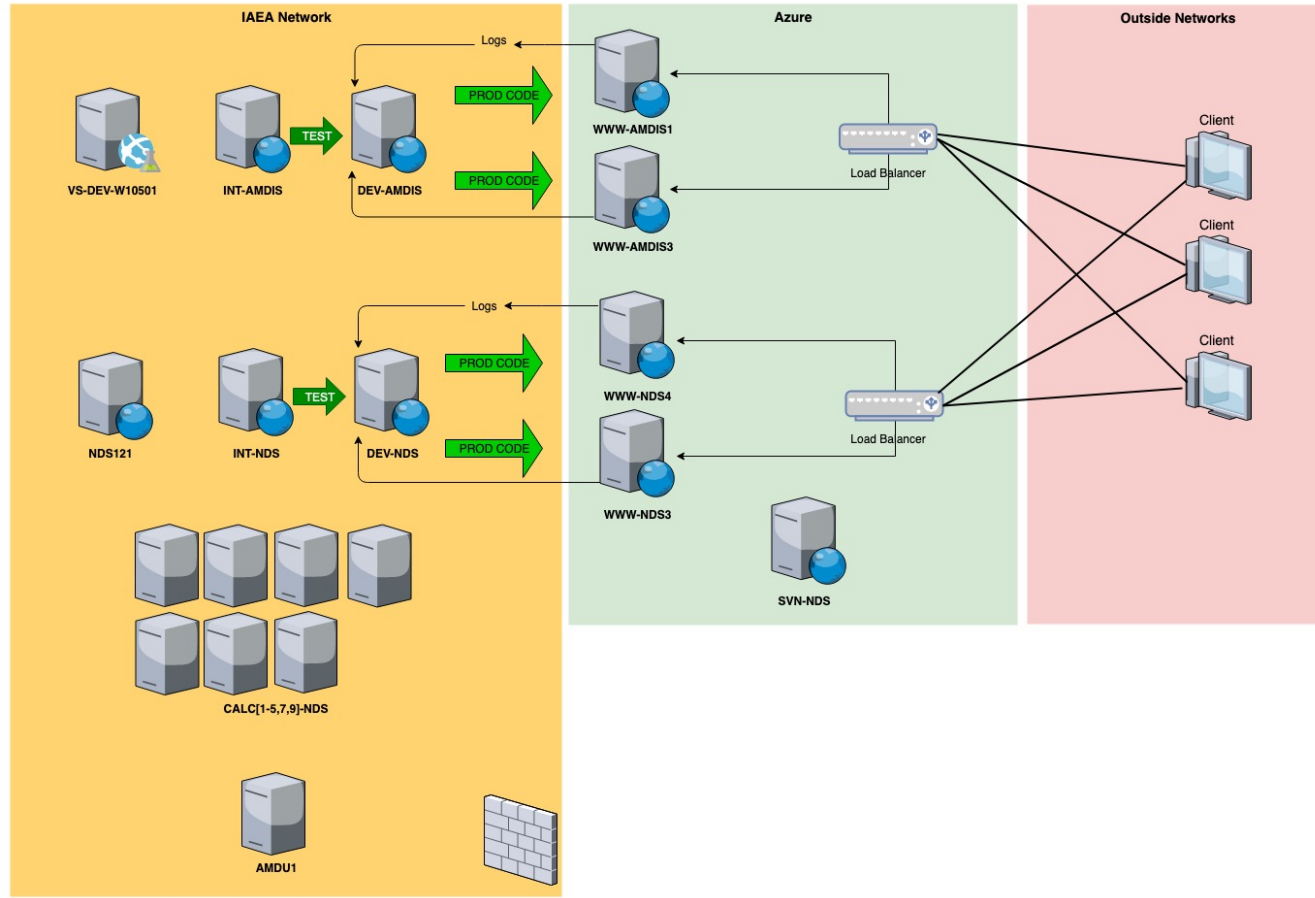 IAEA Network
Azure
Outside Networks
Logs
PROD CODE
TEST
VS-DEV-W10501
INT-AMDIS
DEV-AMDIS
WWW-AMDIS1
PROD CODE
WWW-AMDIS3
Load Balancer
Client
Client
Client
Logs
PROD CODE
TEST
NDS121
INT-NDS
DEV-NDS
WWW-NDS4
PROD CODE
WWW-NDS3
Load Balancer
SVN-NDS
CALC[1-5,7,9]-NDS
AMDU1